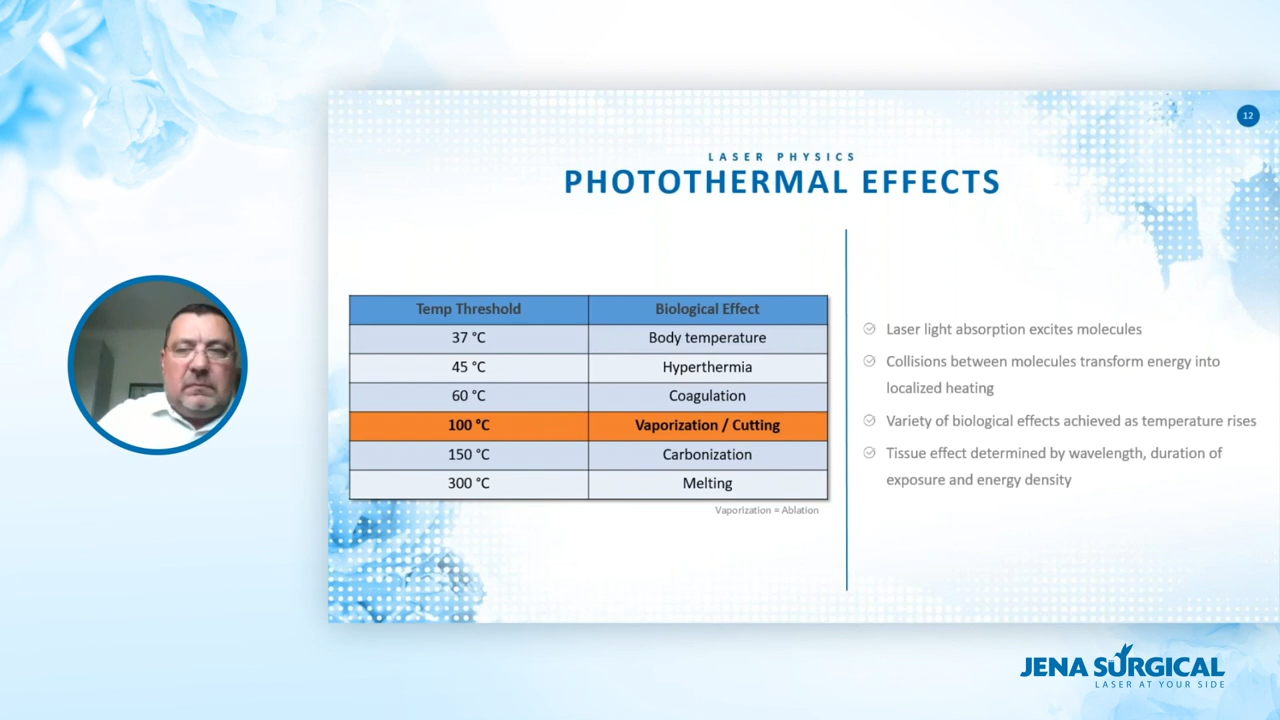 12
LASER PHYSICS
PHOTOTHERMAL EFFECTS
Temp Threshold Biological Effect
37 °C Body temperature
45 °C Hyperthermia
60 °C Coagulation
100 °C Vaporization / Cutting
150 °C Carbonization
300 °C Melting
Vaporization = Ablation
Laser light absorption excites molecules
Collisions between molecules transform energy into
localized heating
Variety of biological effects achieved as temperature rises
Tissue effect determined by wavelength, duration of
exposure and energy density
JENA SURGICAL
LASER AT YOUR SIDE